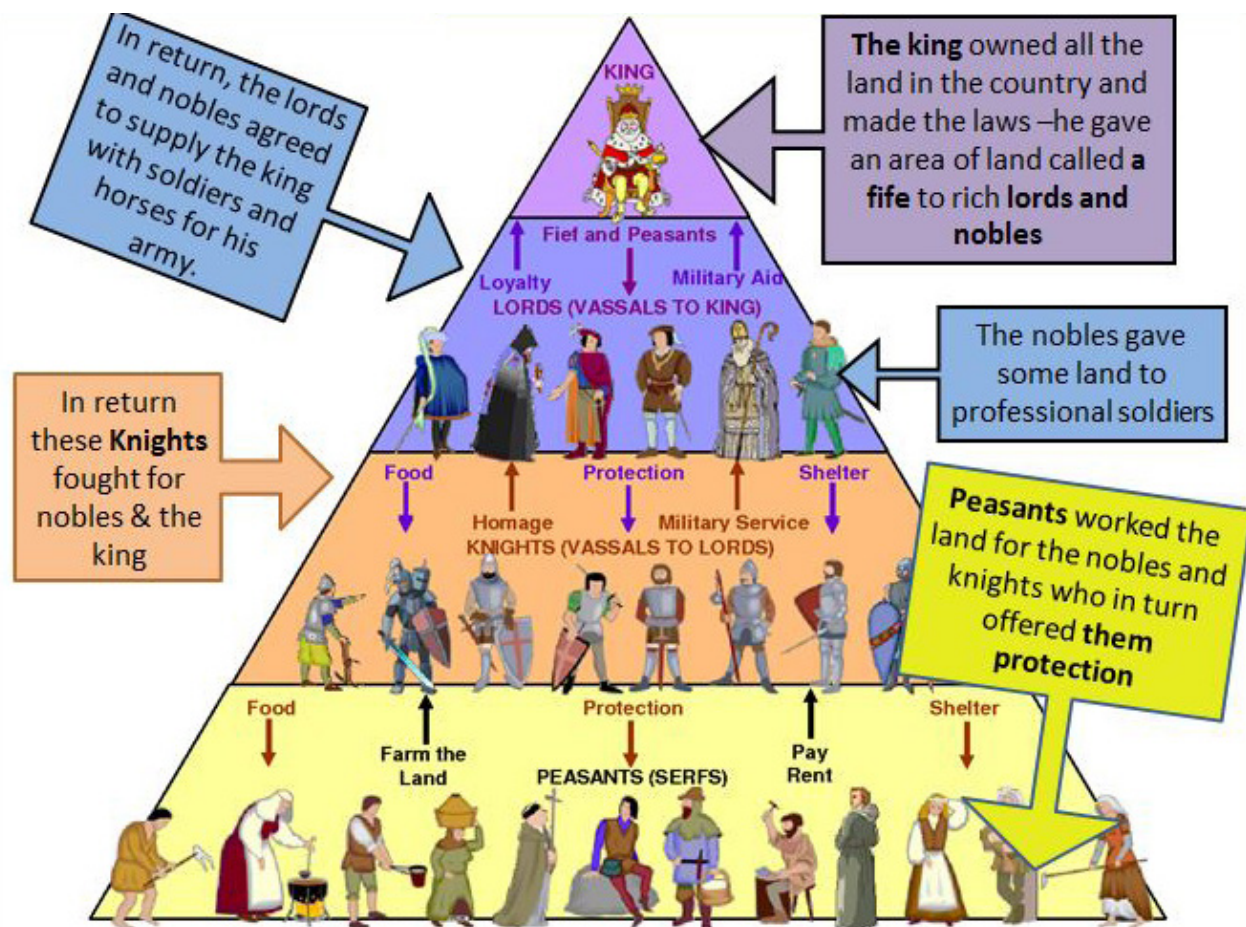 In return, the lords
and nobles agreed
to supply the king
with soldiers and
horses for his
army.
The king owned all the
land in the country and
made the laws –he gave
an area of land called a
fife to rich lords and
nobles
KING
Fief and Peasants
Loyalty
Military Aid
LORDS (VASSALS TO KING)
The nobles gave
some land to
professional soldiers
In return
these Knights
fought for
nobles & the
king
Food
Protection
Shelter
Homage
Military Service
KNIGHTS (VASSALS TO LORDS)
Peasants worked the
land for the nobles and
knights who in turn
offered them
protection
Food
Protection
Shelter
Farm the
Land
Pay
Rent
PEASANTS (SERFS)